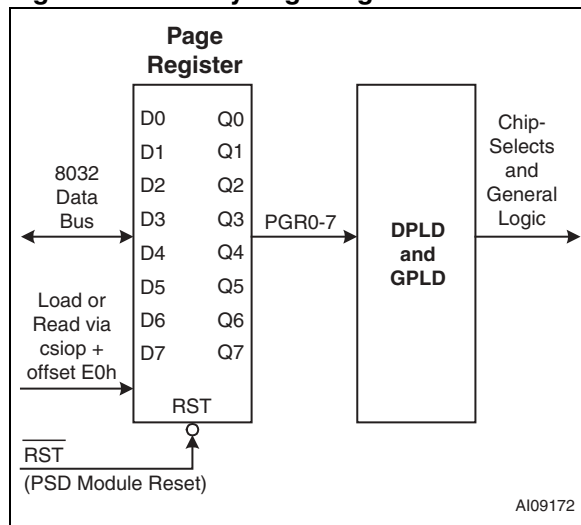 Page
Register
D0 Q0
D1 Q1
D2 Q2
D3 Q3
D4 Q4
D5 Q5
D6 Q6
D7 Q7
RST
8032
Data
Bus
Load or
Read via
csiop +
offset E0h
RST
(PSD Module Reset)
PGR0-7
DPLD
and
GPLD
Chip-
Selects
and
General
Logic
AI09172